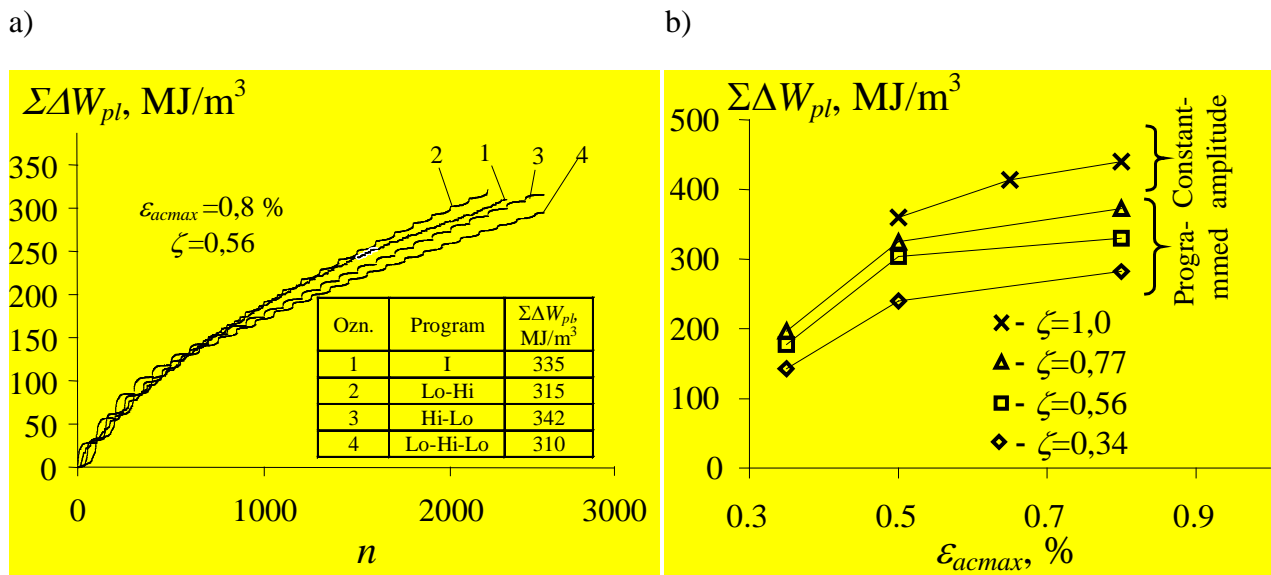 a)
b)
ΣΔW_pl, MJ/m³
350
300
250
200
150
100
50
0
0
1000
2000
3000
n
ε_acmax =0,8 %
ζ=0,56
2
1
3
4
Ozn. Program ΣΔW_pl, MJ/m³
1 I 335
2 Lo-Hi 315
3 Hi-Lo 342
4 Lo-Hi-Lo 310
ΣΔW_pl, MJ/m³
500
400
300
200
100
0
0.3
0.5
0.7
0.9
ε_acmax, %
Constant-
amplitude
Progra-
mmed
- ζ=1,0
- ζ=0,77
- ζ=0,56
- ζ=0,34